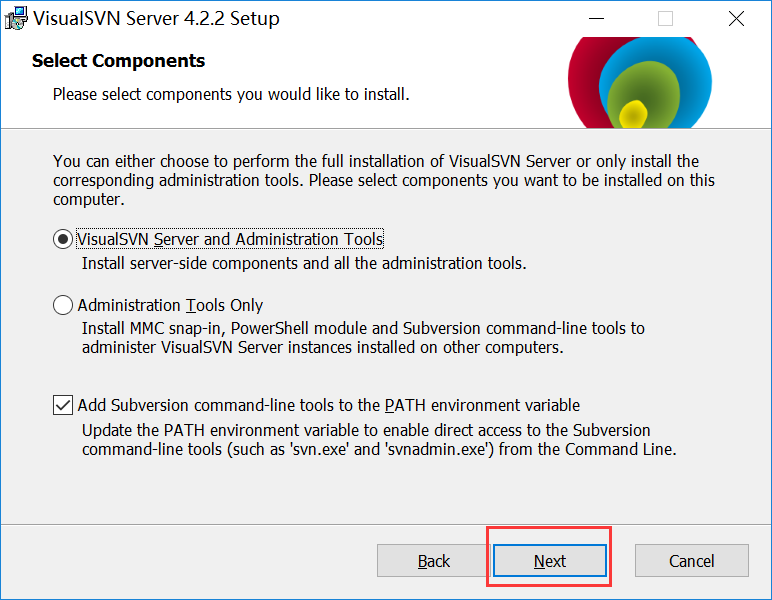 VisualSVN Server 4.2.2 Setup
Select Components
Please select components you would like to install.
You can either choose to perform the full installation of VisualSVN Server or only install the
corresponding administration tools. Please select components you want to be installed on this
computer.
VisualSVN Server and Administration Tools
Install server-side components and all the administration tools.
Administration Tools Only
Install MMC snap-in, PowerShell module and Subversion command-line tools to
administer VisualSVN Server instances installed on other computers.
Add Subversion command-line tools to the PATH environment variable
Update the PATH environment variable to enable direct access to the Subversion
command-line tools (such as 'svn.exe' and 'svnadmin.exe') from the Command Line.
Back
Next
Cancel